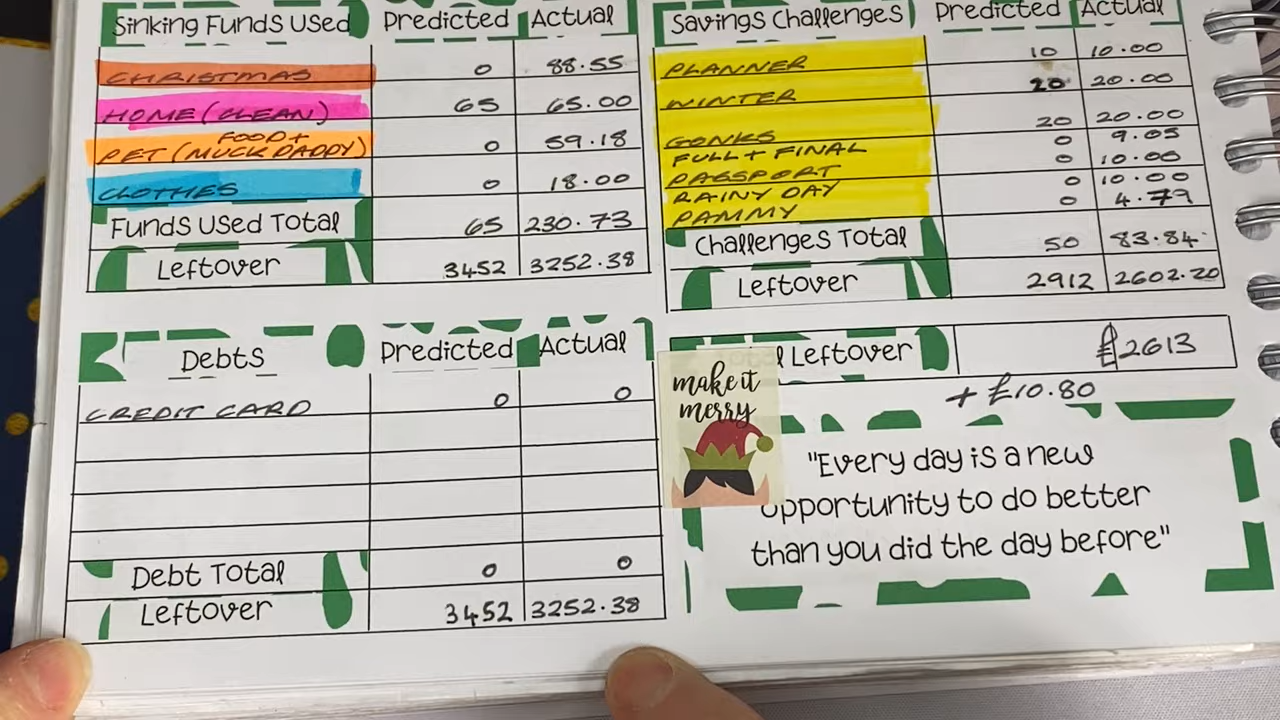 Sinking Funds Used Predicted Actual
CHRISTMAS 0 88.55
HOME (CLEAN) 65 65.00
FOOD +
PET (MUCK DADDY) 0 59.18
CLOTHES 0 18.00
Funds Used Total 65 230.73
Leftover 3452 3252.38
Debts Predicted Actual
CREDIT CARD 0 0
Debt Total 0 0
Leftover 3452 3252.38
Savings Challenges Predicted Actual
PLANNER 10 10.00
WINTER 20 20.00
GONKS 20 20.00
FULL + FINAL 0 9.05
PASSPORT 0 10.00
RAINY DAY 0 10.00
PAMMY 0 4.79
Challenges Total 50 83.84
Leftover 2912 2602.20
Leftover £2613
+ £10.80
make it
merry
"Every day is a new
opportunity to do better
than you did the day before"